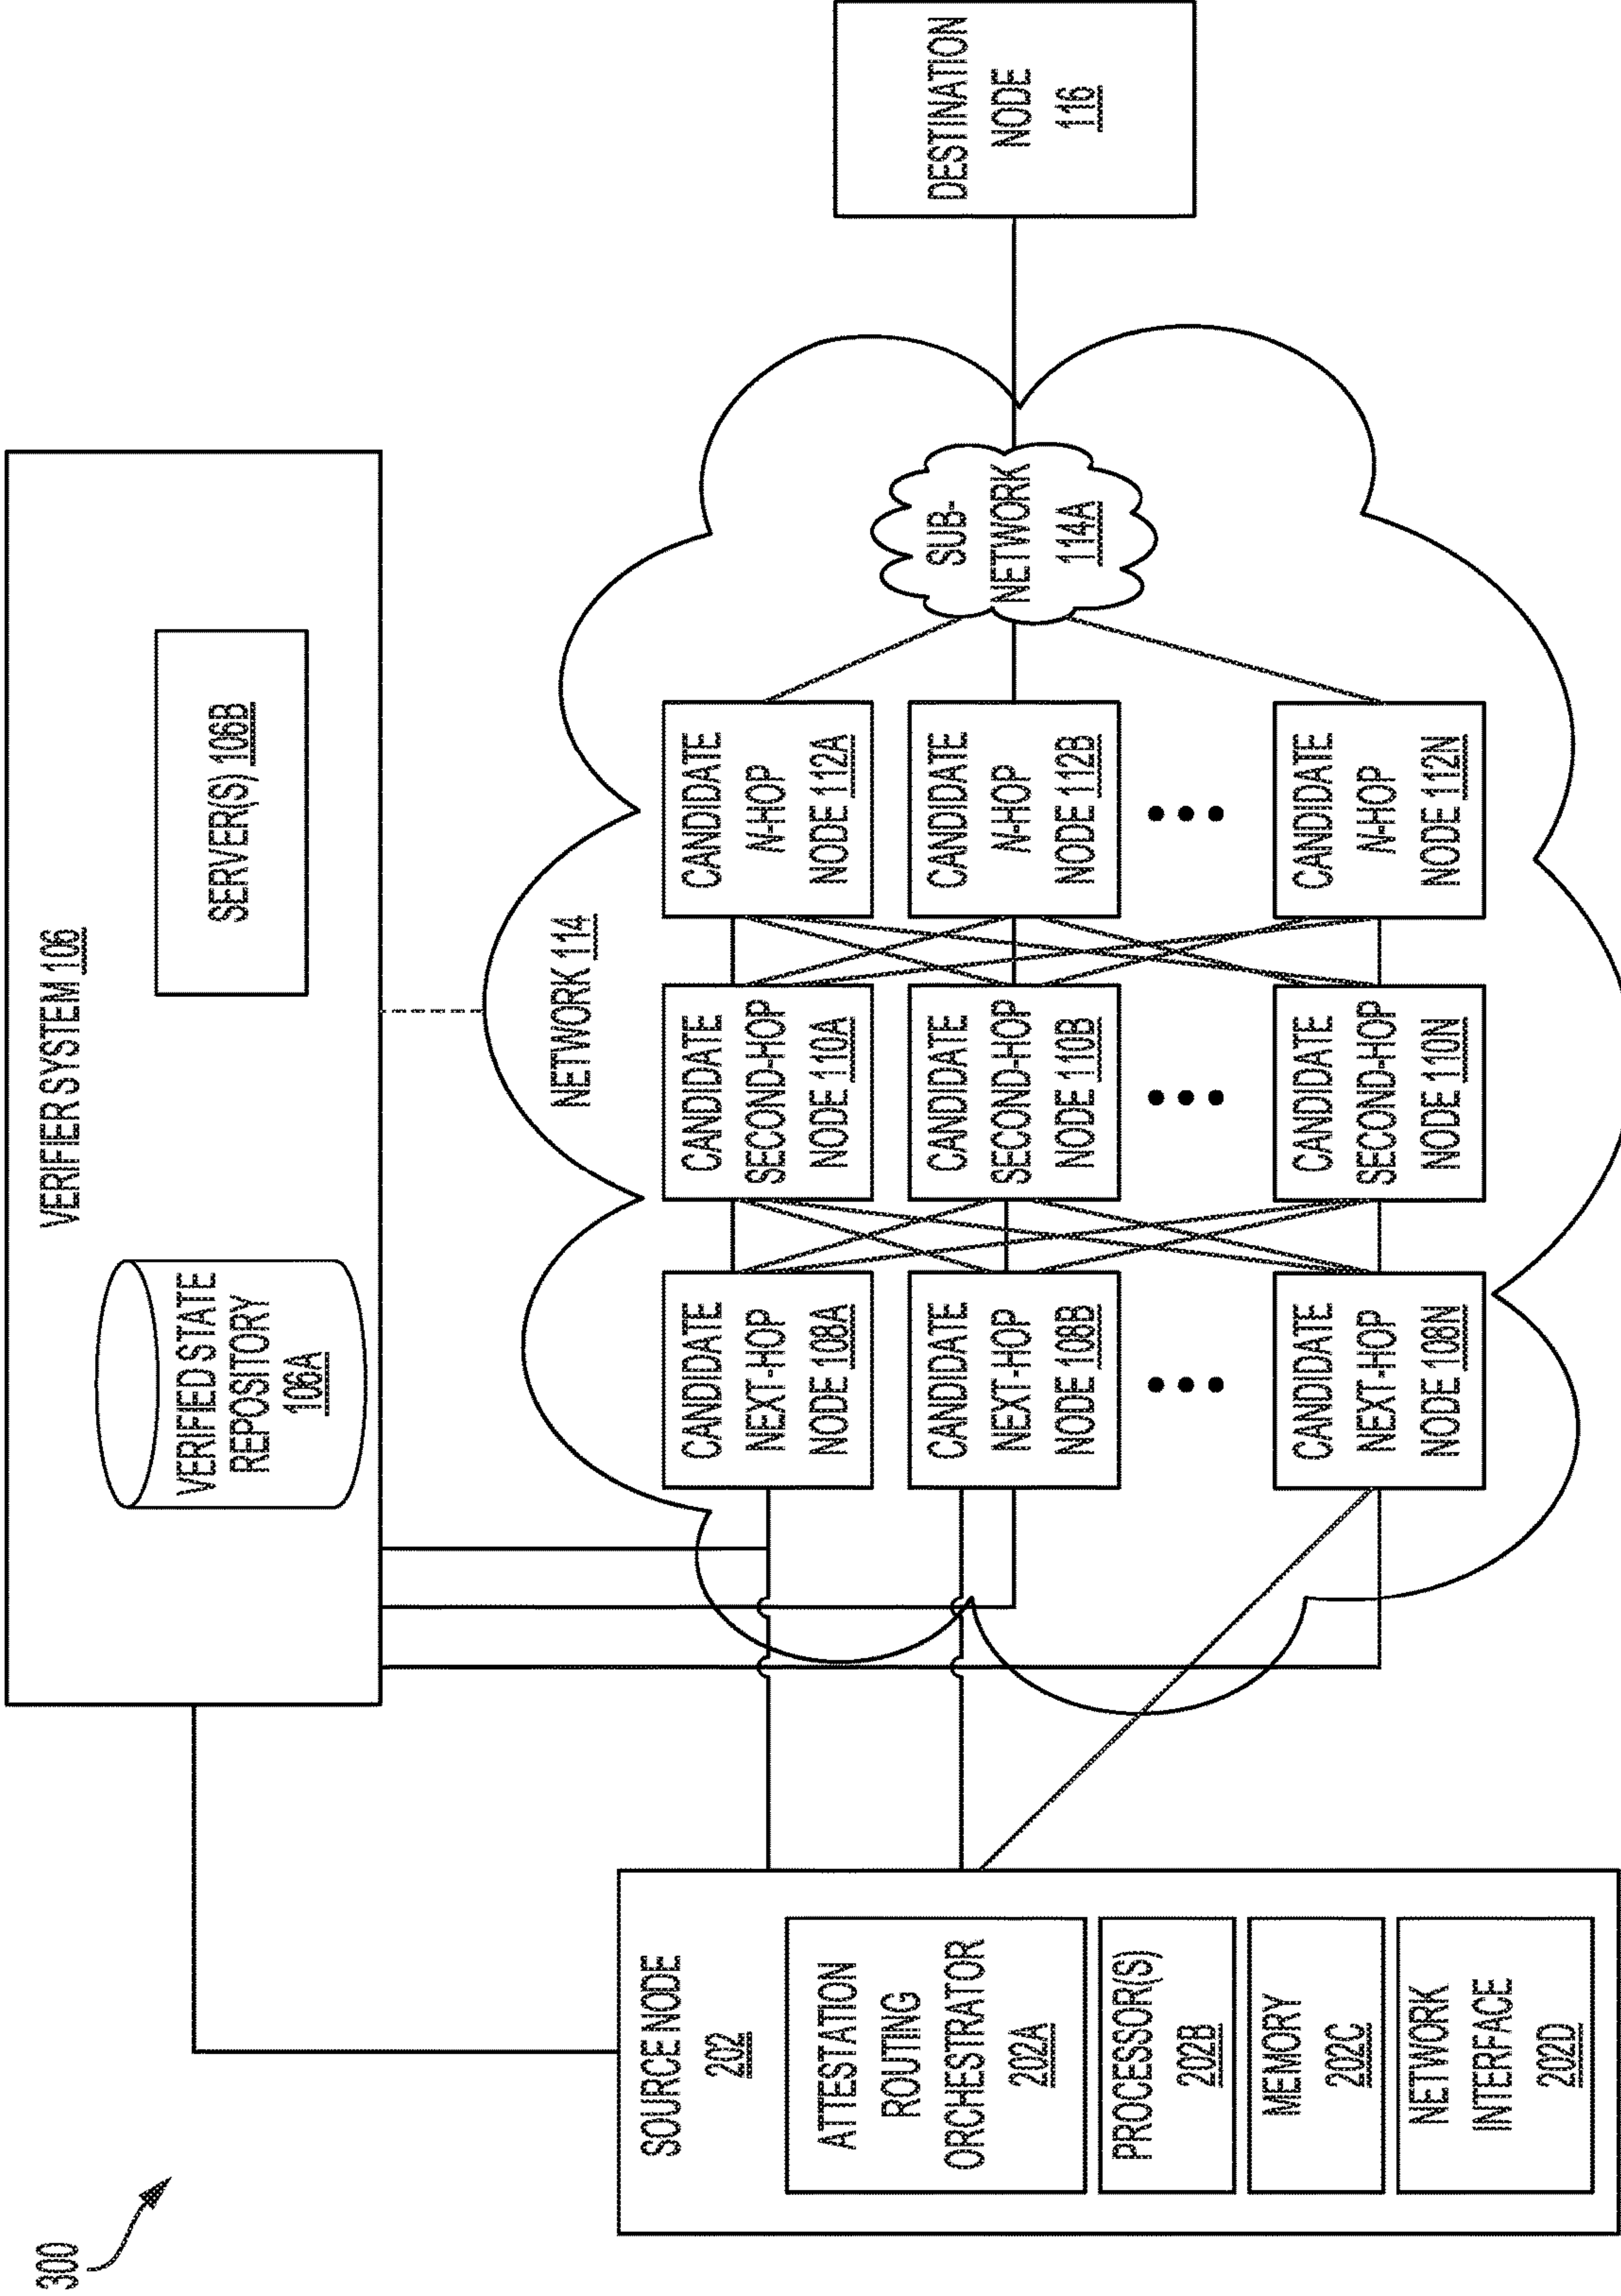 300
VERIFIER SYSTEM 106
VERIFIED STATE
REPOSITORY
106A
SERVER(S) 106B
SOURCE NODE
202
ATTESTATION
ROUTING
ORCHESTRATOR
202A
PROCESSOR(S)
202B
MEMORY
202C
NETWORK
INTERFACE
202D
NETWORK 114
CANDIDATE
NEXT-HOP
NODE 108A
CANDIDATE
SECOND-HOP
NODE 110A
CANDIDATE
N-HOP
NODE 112A
CANDIDATE
NEXT-HOP
NODE 108B
CANDIDATE
SECOND-HOP
NODE 110B
CANDIDATE
N-HOP
NODE 112B
CANDIDATE
NEXT-HOP
NODE 108N
CANDIDATE
SECOND-HOP
NODE 110N
CANDIDATE
N-HOP
NODE 112N
SUB-
NETWORK
114A
DESTINATION
NODE
116